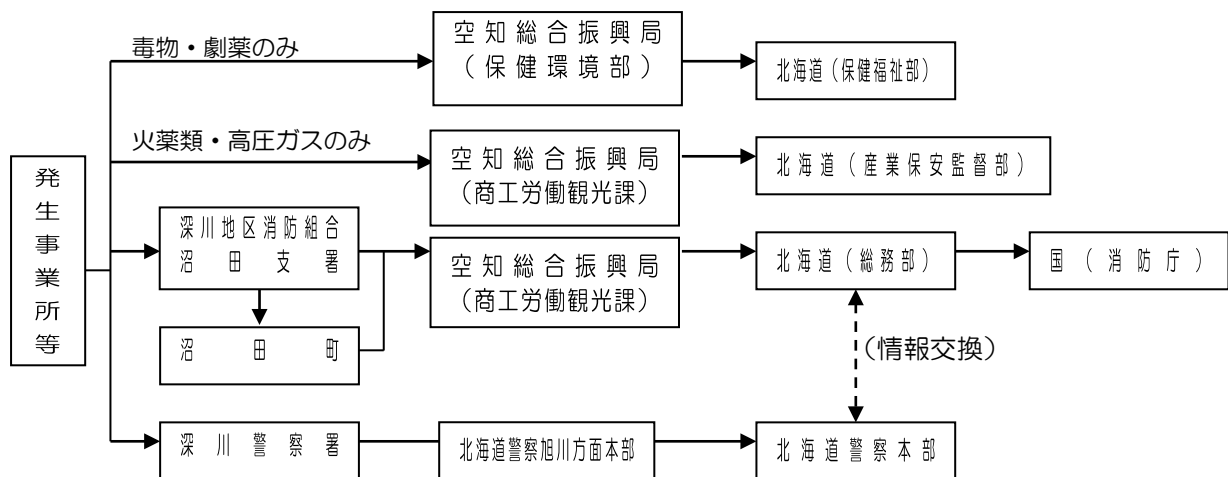 毒物・劇薬のみ
空知総合振興局
(保健環境部)
北海道(保健福祉部)
火薬類・高圧ガスのみ
空知総合振興局
(商工労働観光課)
北海道(産業保安監督部)
発生事業所等
深川地区消防組合
沼田支署
空知総合振興局
(商工労働観光課)
北海道(総務部)
国(消防庁)
沼田町
(情報交換)
深川警察署
北海道警察旭川方面本部
北海道警察本部